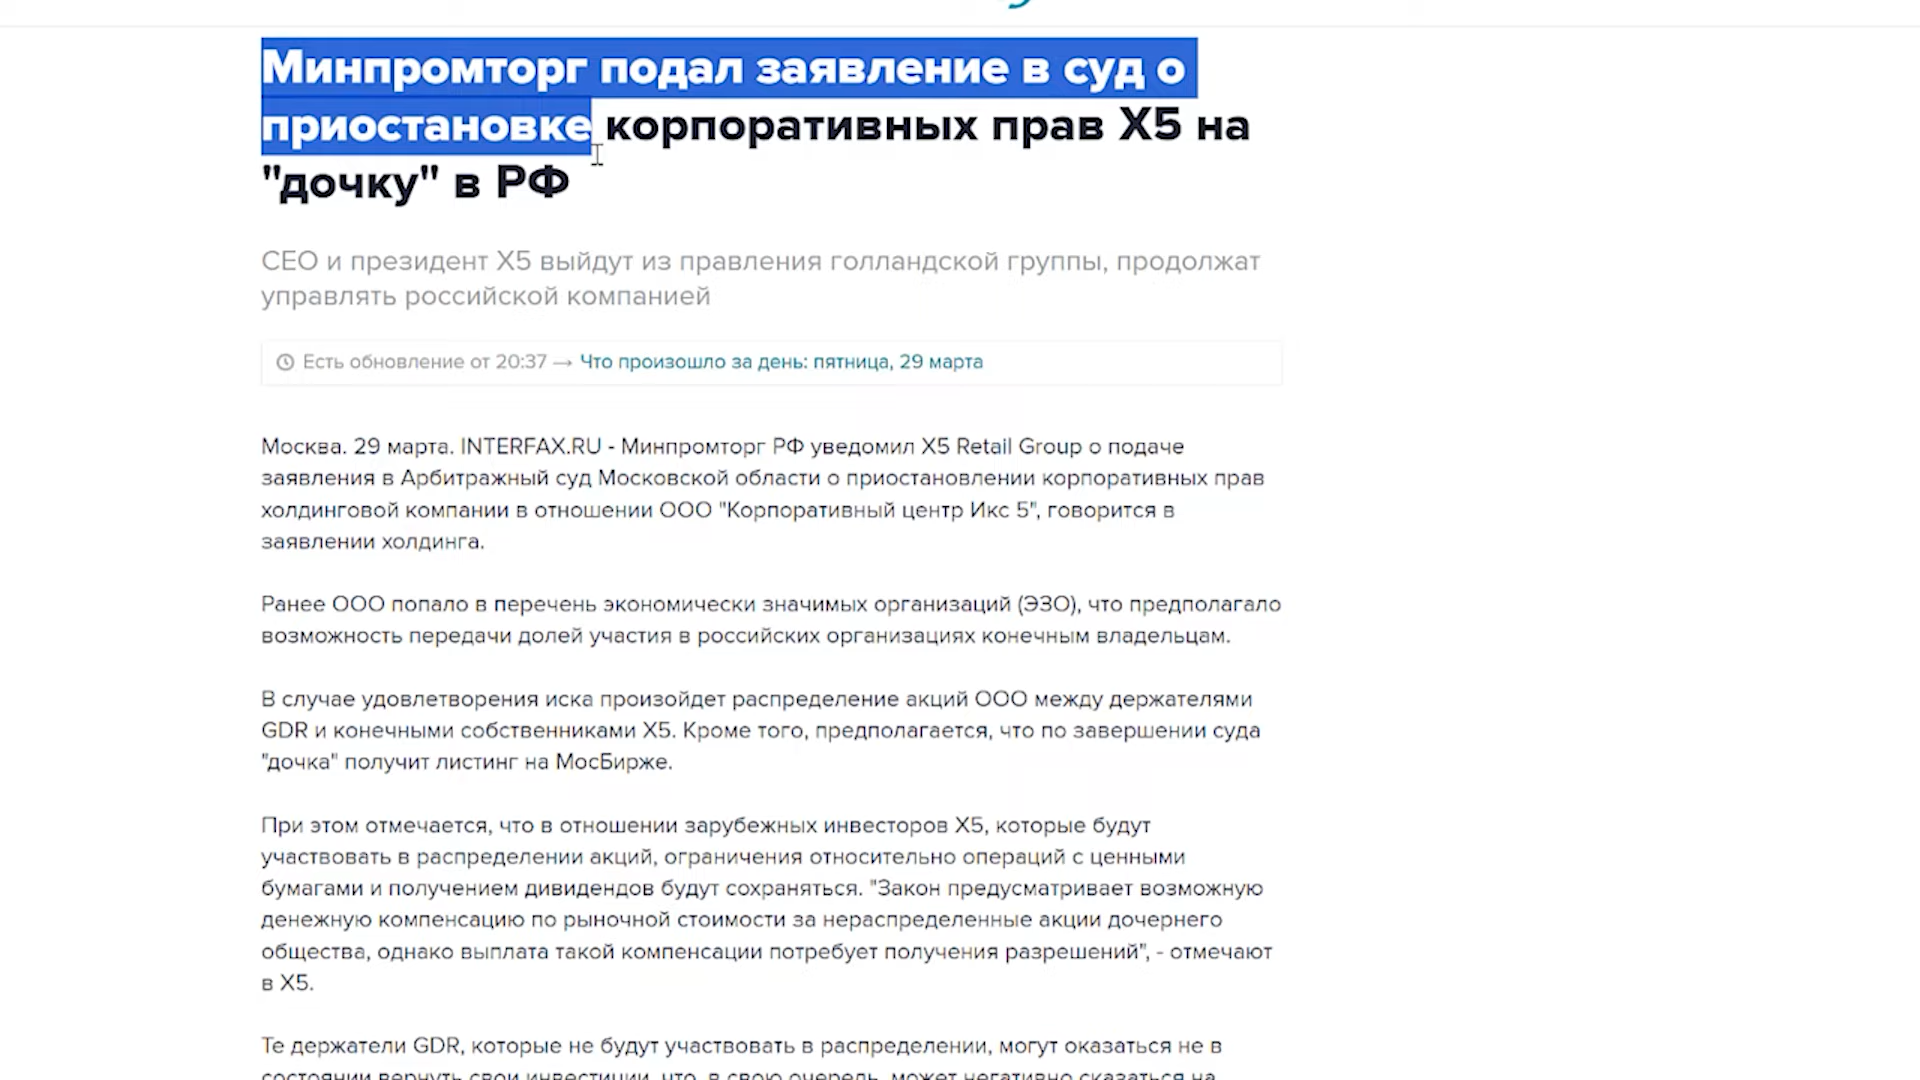 Минпромторг подал заявление в суд о
приостановке корпоративных прав X5 на
"дочку" в РФ
CEO и президент X5 выйдут из правления голландской группы, продолжат
управлять российской компанией
Есть обновление от 20:37 → Что произошло за день: пятница, 29 марта
Москва. 29 марта. INTERFAX.RU - Минпромторг РФ уведомил X5 Retail Group о подаче
заявления в Арбитражный суд Московской области о приостановлении корпоративных прав
холдинговой компании в отношении ООО "Корпоративный центр Икс 5", говорится в
заявлении холдинга.
Ранее ООО попало в перечень экономически значимых организаций (ЭЗО), что предполагало
возможность передачи долей участия в российских организациях конечным владельцам.
В случае удовлетворения иска произойдет распределение акций ООО между держателями
GDR и конечными собственниками X5. Кроме того, предполагается, что по завершении суда
"дочка" получит листинг на МосБирже.
При этом отмечается, что в отношении зарубежных инвесторов X5, которые будут
участвовать в распределении акций, ограничения относительно операций с ценными
бумагами и получением дивидендов будут сохраняться. "Закон предусматривает возможную
денежную компенсацию по рыночной стоимости за нераспределенные акции дочернего
общества, однако выплата такой компенсации потребует получения разрешений", - отмечают
в X5.
Те держатели GDR, которые не будут участвовать в распределении, могут оказаться не в
состоянии вернуть свои инвестиции, что, в свою очередь, может негативно сказаться на